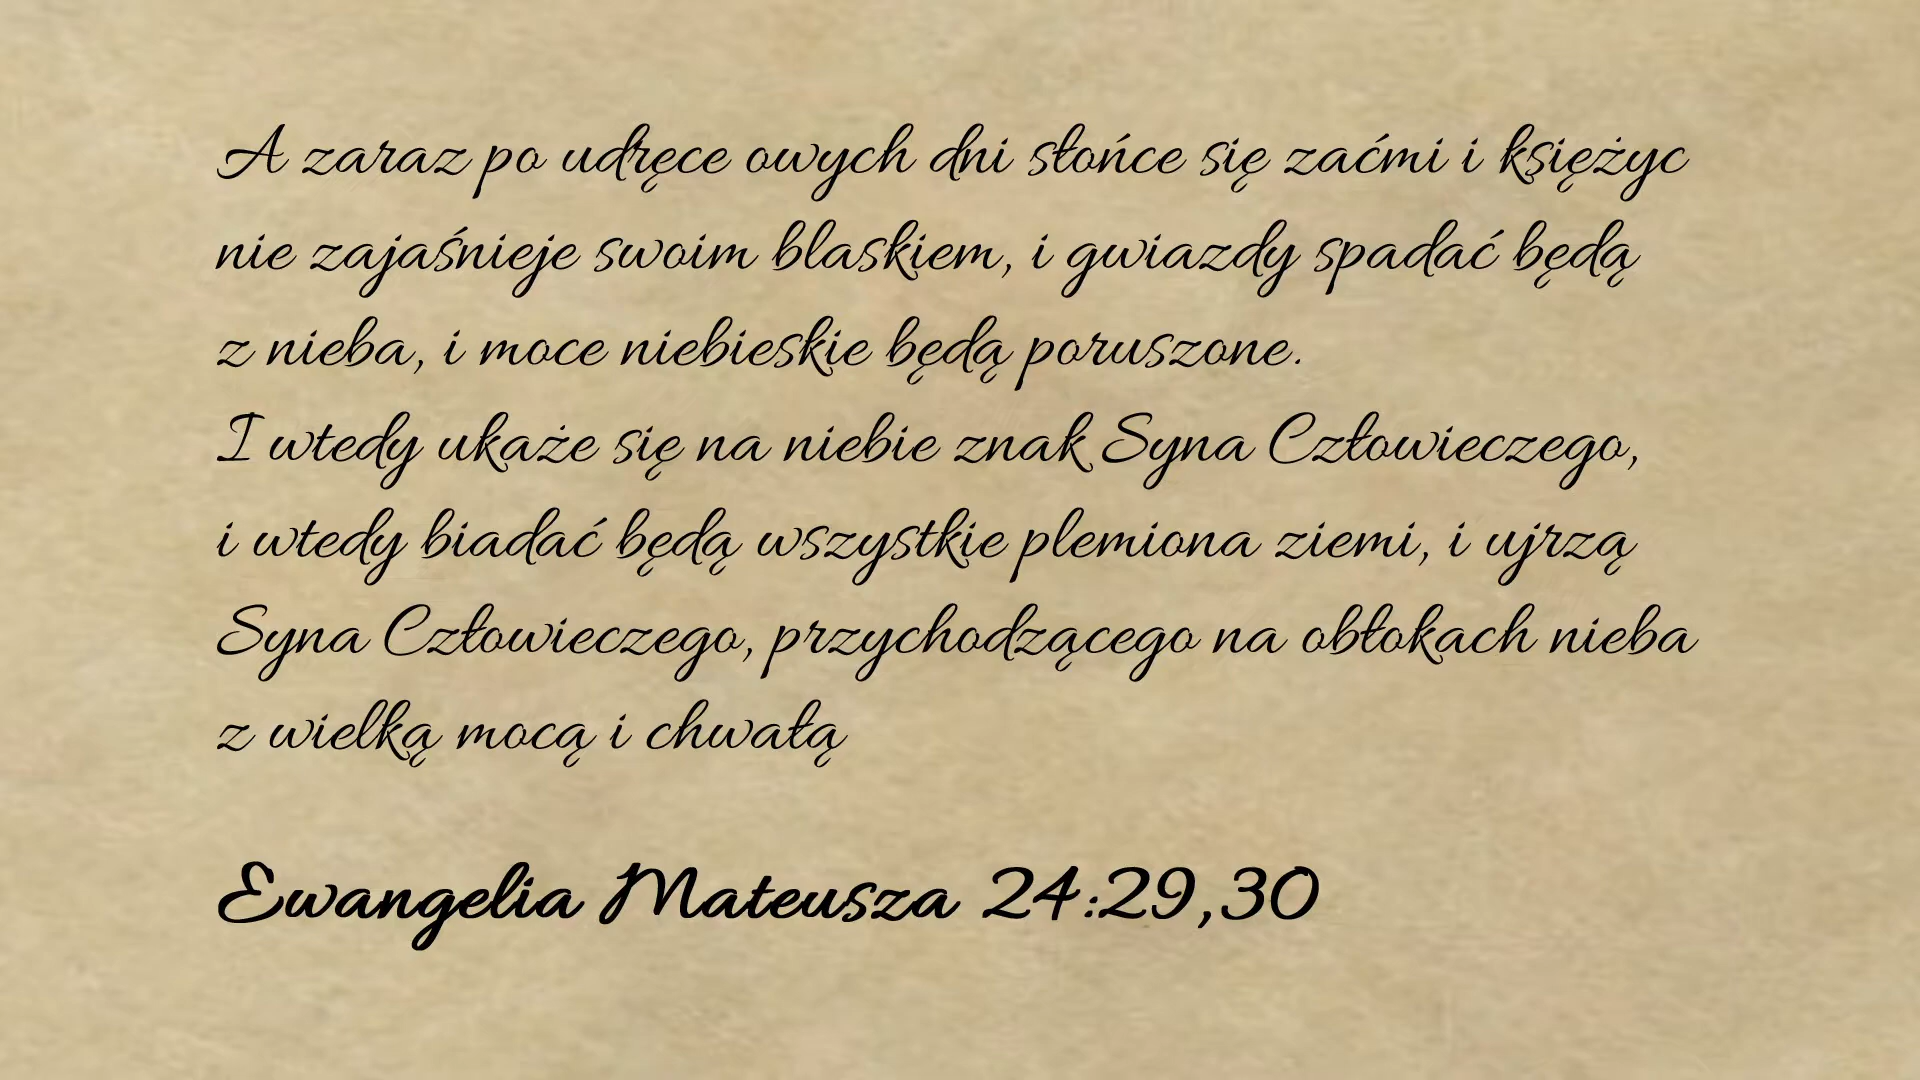 A zaraz po udręce owych dni słońce się zaćmi i księżyc
nie zajaśnieje swoim blaskiem, i gwiazdy spadać będą
z nieba, i moce niebieskie będą poruszone.
I wtedy ukaże się na niebie znak Syna Człowieczego,
i wtedy biadać będą wszystkie plemiona ziemi, i ujrzą
Syna Człowieczego, przychodzącego na obłokach nieba
z wielką mocą i chwałą
Ewangelia Mateusza 24:29,30